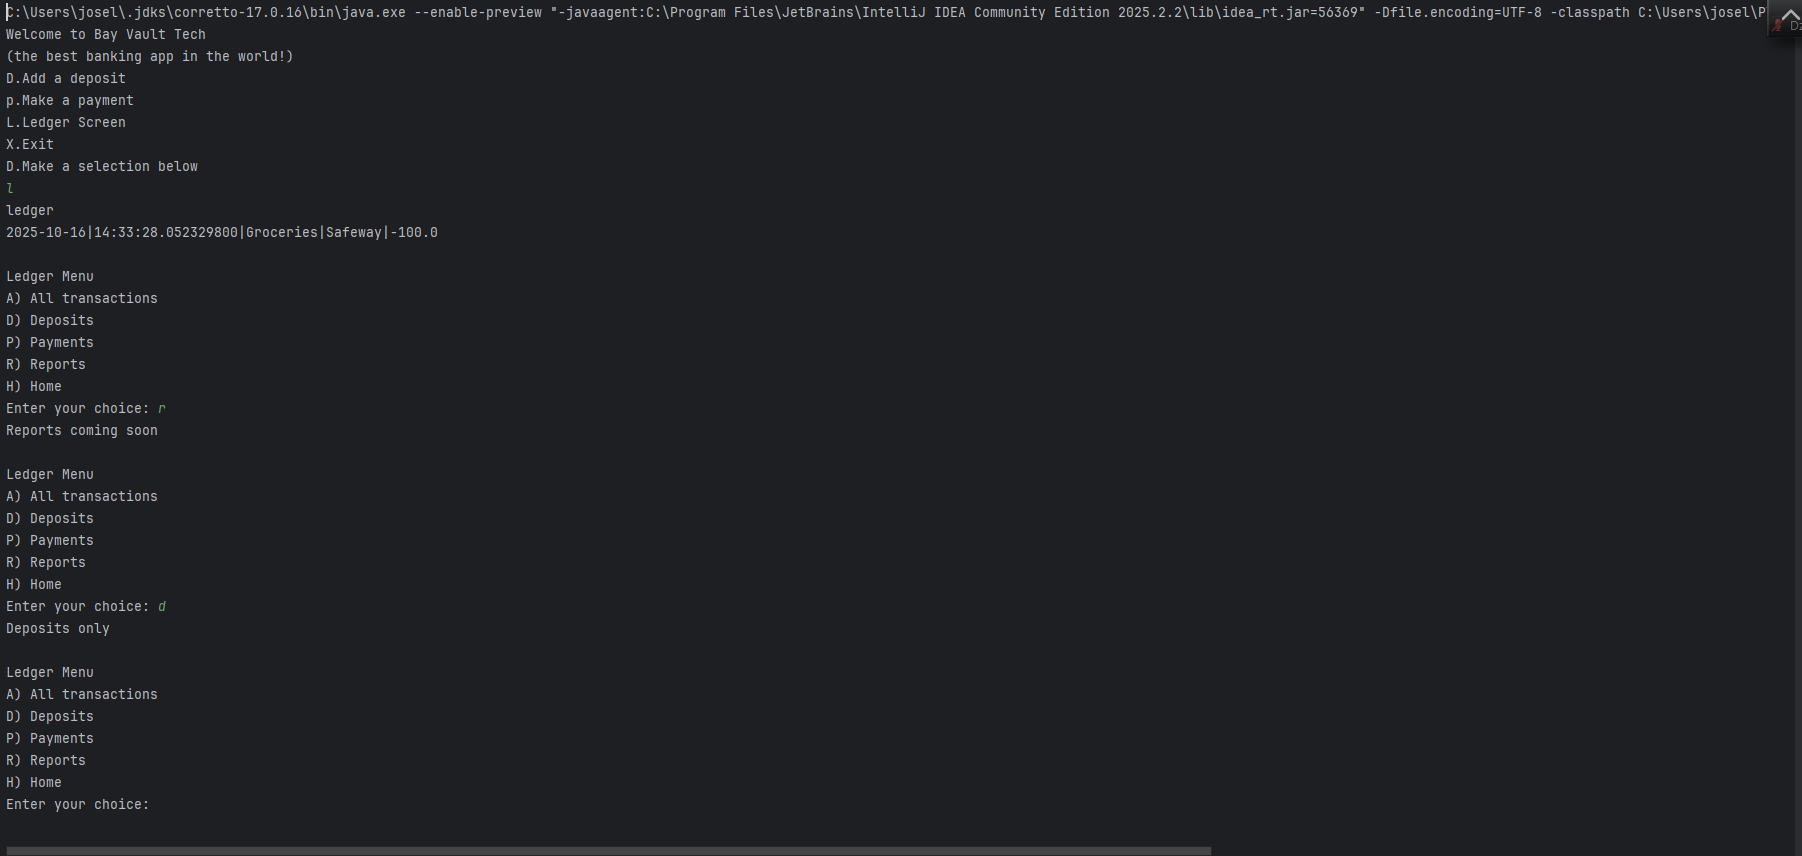 C:\Users\josel\.jdks\corretto-17.0.16\bin\java.exe --enable-preview "-javaagent:C:\Program Files\JetBrains\IntelliJ IDEA Community Edition 2025.2.2\lib\idea_rt.jar=56369" -Dfile.encoding=UTF-8 -classpath C:\Users\josel\P
Welcome to Bay Vault Tech
(the best banking app in the world!)
D.Add a deposit
p.Make a payment
L.Ledger Screen
X.Exit
D.Make a selection below
l
ledger
2025-10-16|14:33:28.052329800|Groceries|Safeway|-100.0
Ledger Menu
A) All transactions
D) Deposits
P) Payments
R) Reports
H) Home
Enter your choice: r
Reports coming soon
Ledger Menu
A) All transactions
D) Deposits
P) Payments
R) Reports
H) Home
Enter your choice: d
Deposits only
Ledger Menu
A) All transactions
D) Deposits
P) Payments
R) Reports
H) Home
Enter your choice: